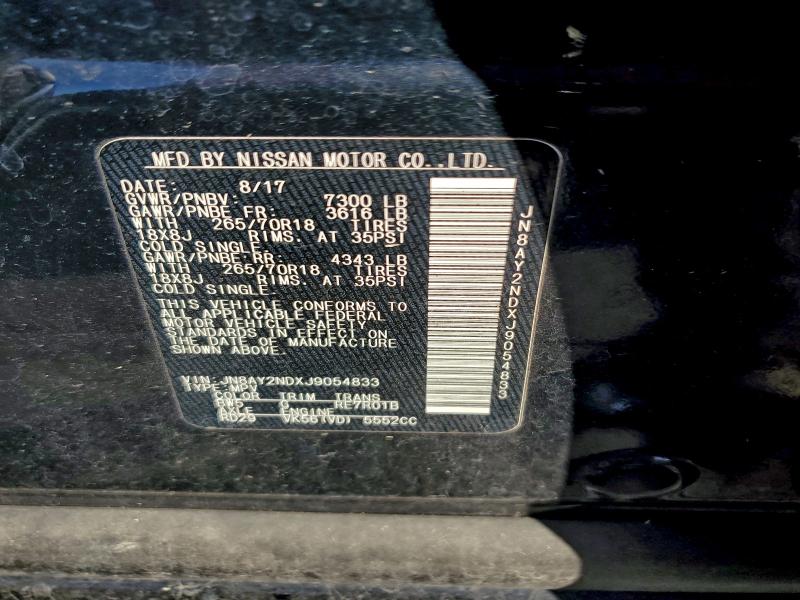 MFD BY NISSAN MOTOR CO.,LTD.
DATE: 8/17
GVWR/PNBV: 7300 LB
GAWR/PNBE FR: 3616 LB
WITH 265/70R18 TIRES
18X8J RIMS. AT 35PSI
COLD SINGLE
GAWR/PNBE RR: 4343 LB
WITH 265/70R18 TIRES
18X8J RIMS. AT 35PSI
COLD SINGLE
THIS VEHICLE CONFORMS TO
ALL APPLICABLE FEDERAL
MOTOR VEHICLE SAFETY
STANDARDS IN EFFECT ON
THE DATE OF MANUFACTURE
SHOWN ABOVE.
VIN: JN8AY2NDXJ9054833
TYPE:MPV
COLOR TRIM TRANS
RE7R01B
AXLE ENGINE
VK56(VD) 5552CC
JN8AY2NDXJ9054833